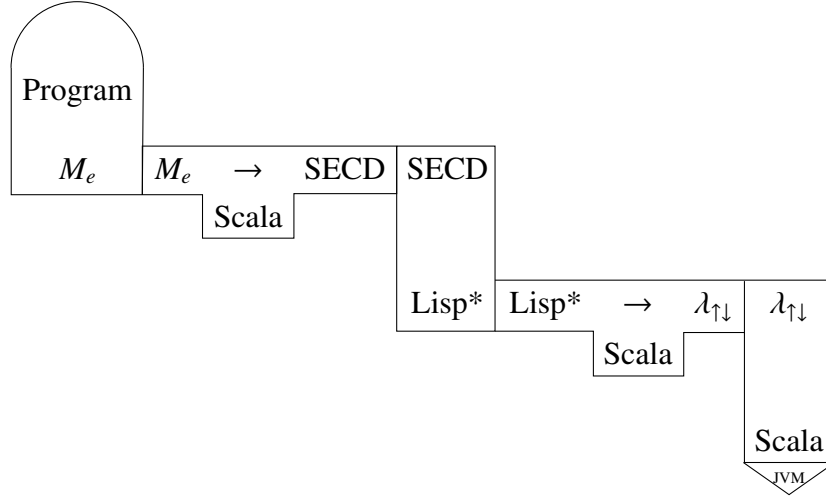 Program
M_e M_e → SECD SECD
Scala
Lisp* Lisp* → λ↑↓ λ↑↓
Scala
Scala
JVM